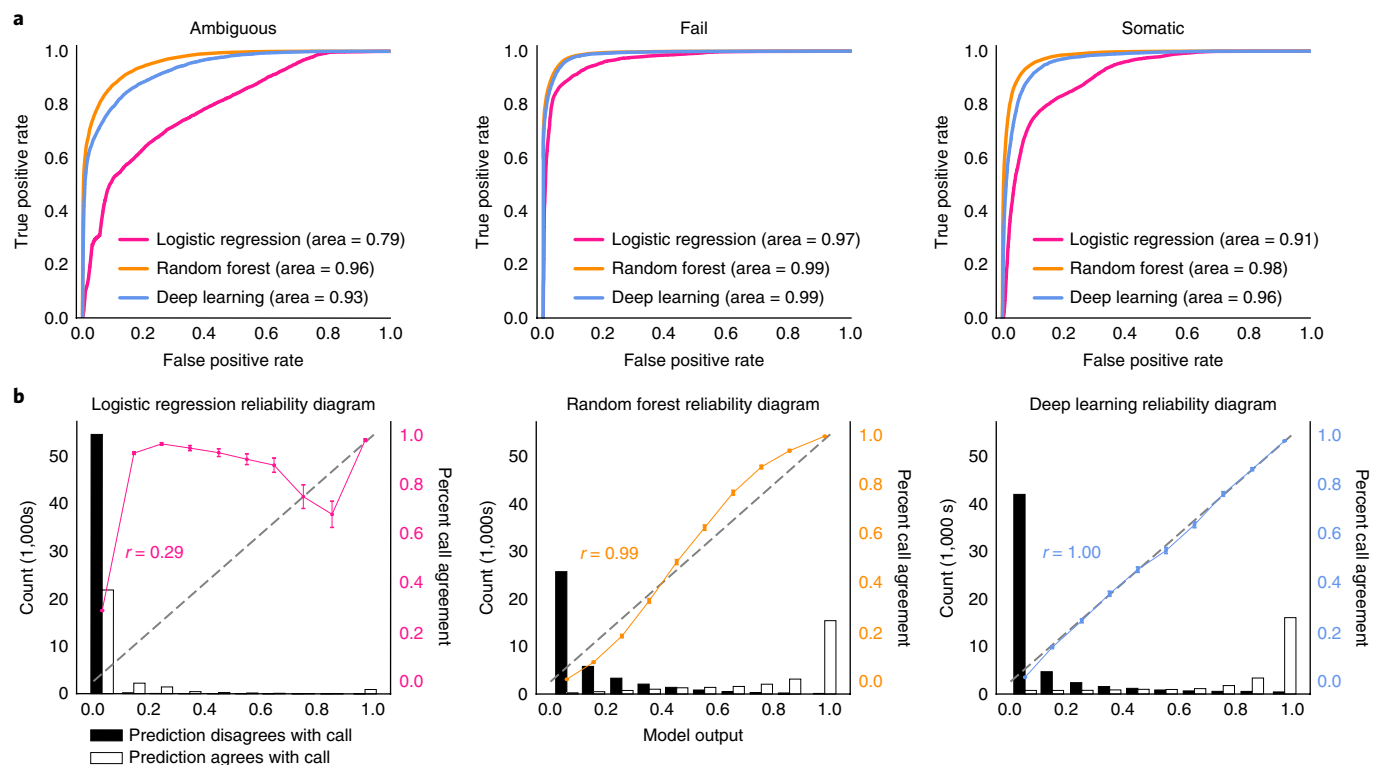 a
Ambiguous
1.0
0.8
0.6
0.4
0.2
0.0
True positive rate
Logistic regression (area = 0.79)
Random forest (area = 0.96)
Deep learning (area = 0.93)
0.0 0.2 0.4 0.6 0.8 1.0
False positive rate
Fail
1.0
0.8
0.6
0.4
0.2
0.0
True positive rate
Logistic regression (area = 0.97)
Random forest (area = 0.99)
Deep learning (area = 0.99)
0.0 0.2 0.4 0.6 0.8 1.0
False positive rate
Somatic
1.0
0.8
0.6
0.4
0.2
0.0
True positive rate
Logistic regression (area = 0.91)
Random forest (area = 0.98)
Deep learning (area = 0.96)
0.0 0.2 0.4 0.6 0.8 1.0
False positive rate
b
Logistic regression reliability diagram
50
40
30
20
10
0
Count (1,000s)
r = 0.29
1.0
0.8
0.6
0.4
0.2
0.0
Percent call agreement
0.0 0.2 0.4 0.6 0.8 1.0
Prediction disagrees with call
Prediction agrees with call
Random forest reliability diagram
50
40
30
20
10
0
Count (1,000s)
r = 0.99
1.0
0.8
0.6
0.4
0.2
0.0
Percent call agreement
0.0 0.2 0.4 0.6 0.8 1.0
Model output
Deep learning reliability diagram
50
40
30
20
10
0
Count (1,000 s)
r = 1.00
1.0
0.8
0.6
0.4
0.2
0.0
Percent call agreement
0.0 0.2 0.4 0.6 0.8 1.0